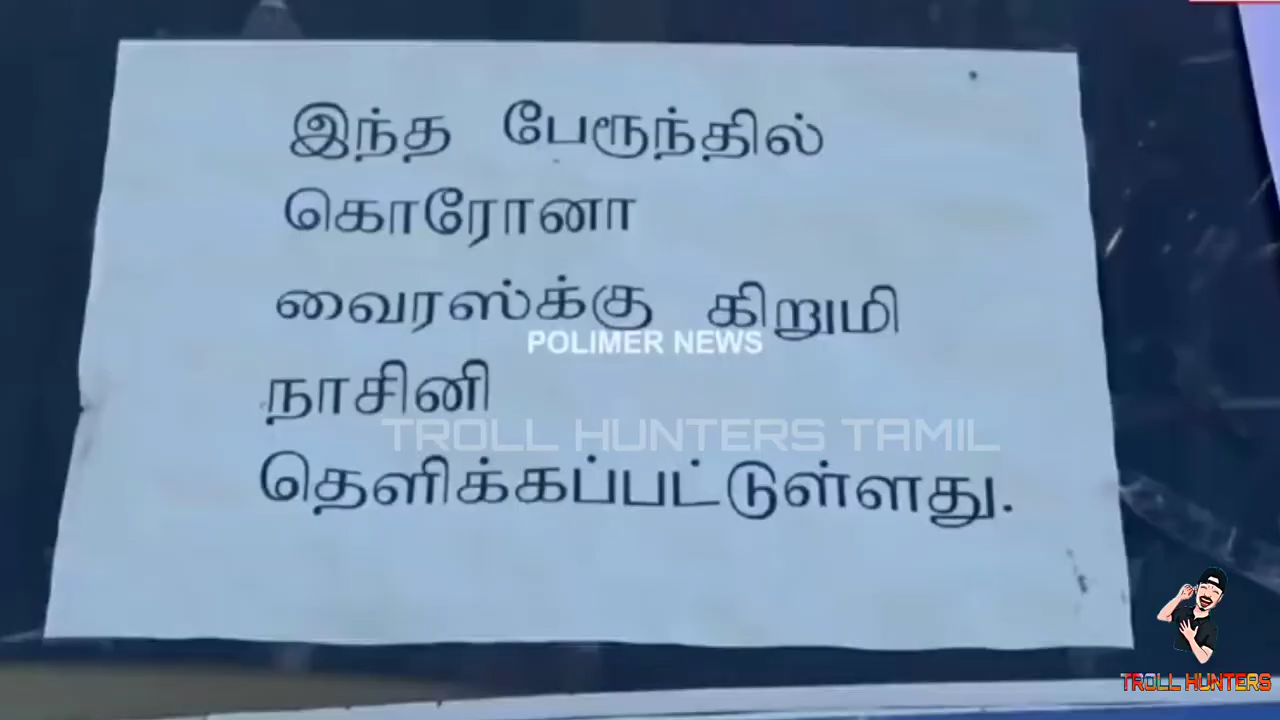 இந்த பேரூந்தில்
கொரோனா
வைரஸ்க்கு கிறுமி
POLIMER NEWS
நாசினி
TROLL HUNTERS TAMIL
தெளிக்கப்பட்டுள்ளது.
TROLL HUNTERS